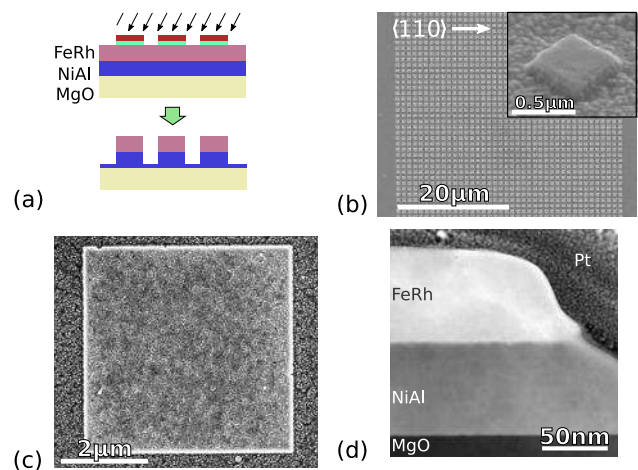 FeRh
NiAl
MgO
(a)
⟨110⟩
0.5μm
20μm
(b)
2μm
(c)
Pt
FeRh
NiAl
MgO
50nm
(d)